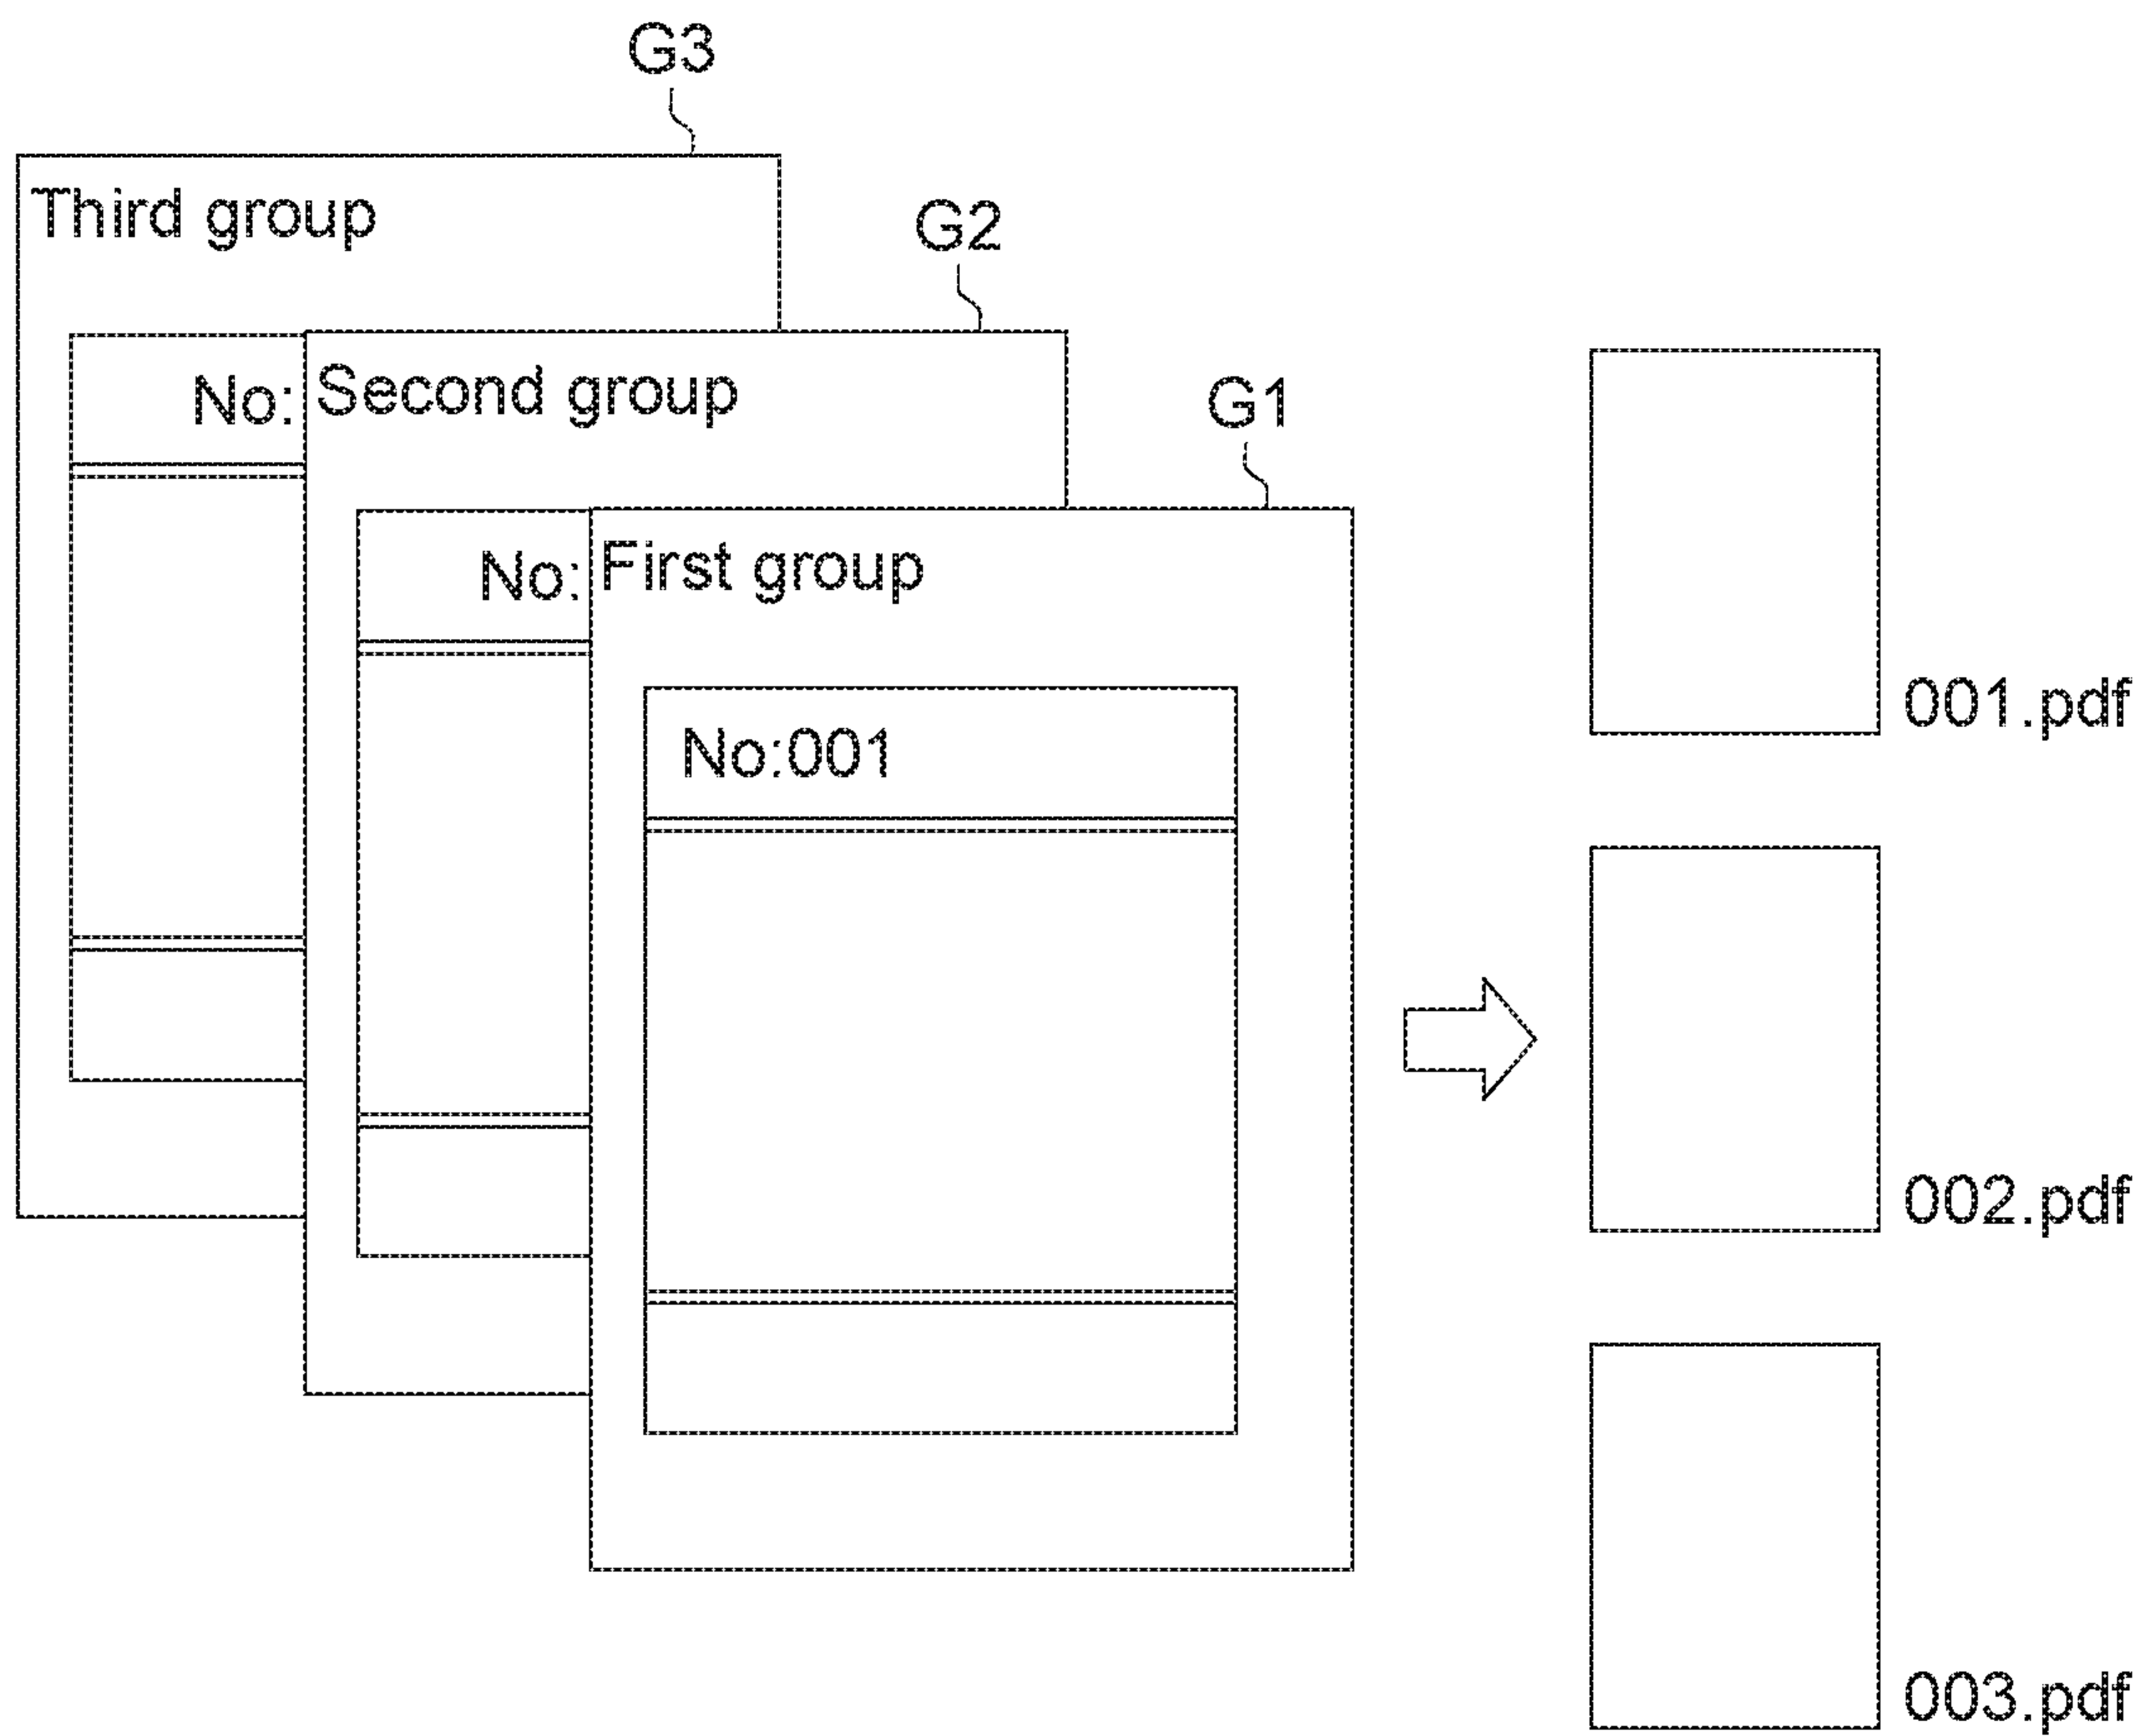 G3
Third group
G2
No:
Second group
G1
No:
First group
No:001
001.pdf
002.pdf
003.pdf